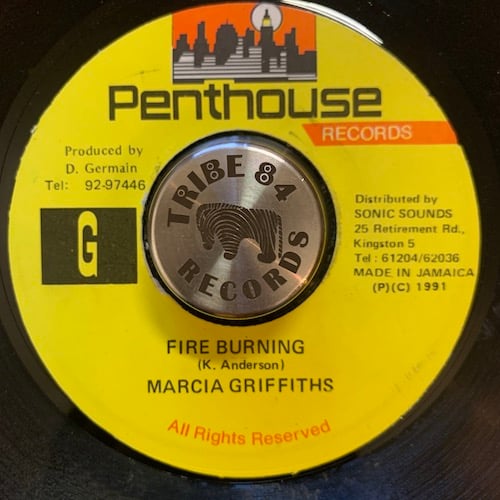 Penthouse
RECORDS
Produced by
D. Germain
Tel: 92-97446
G
TRIBE 84
RECORDS
Distributed by
SONIC SOUNDS
25 Retirement Rd.,
Kingston 5
Tel : 61204/62036
MADE IN JAMAICA
(P)(C) 1991
FIRE BURNING
(K. Anderson)
MARCIA GRIFFITHS
All Rights Reserved